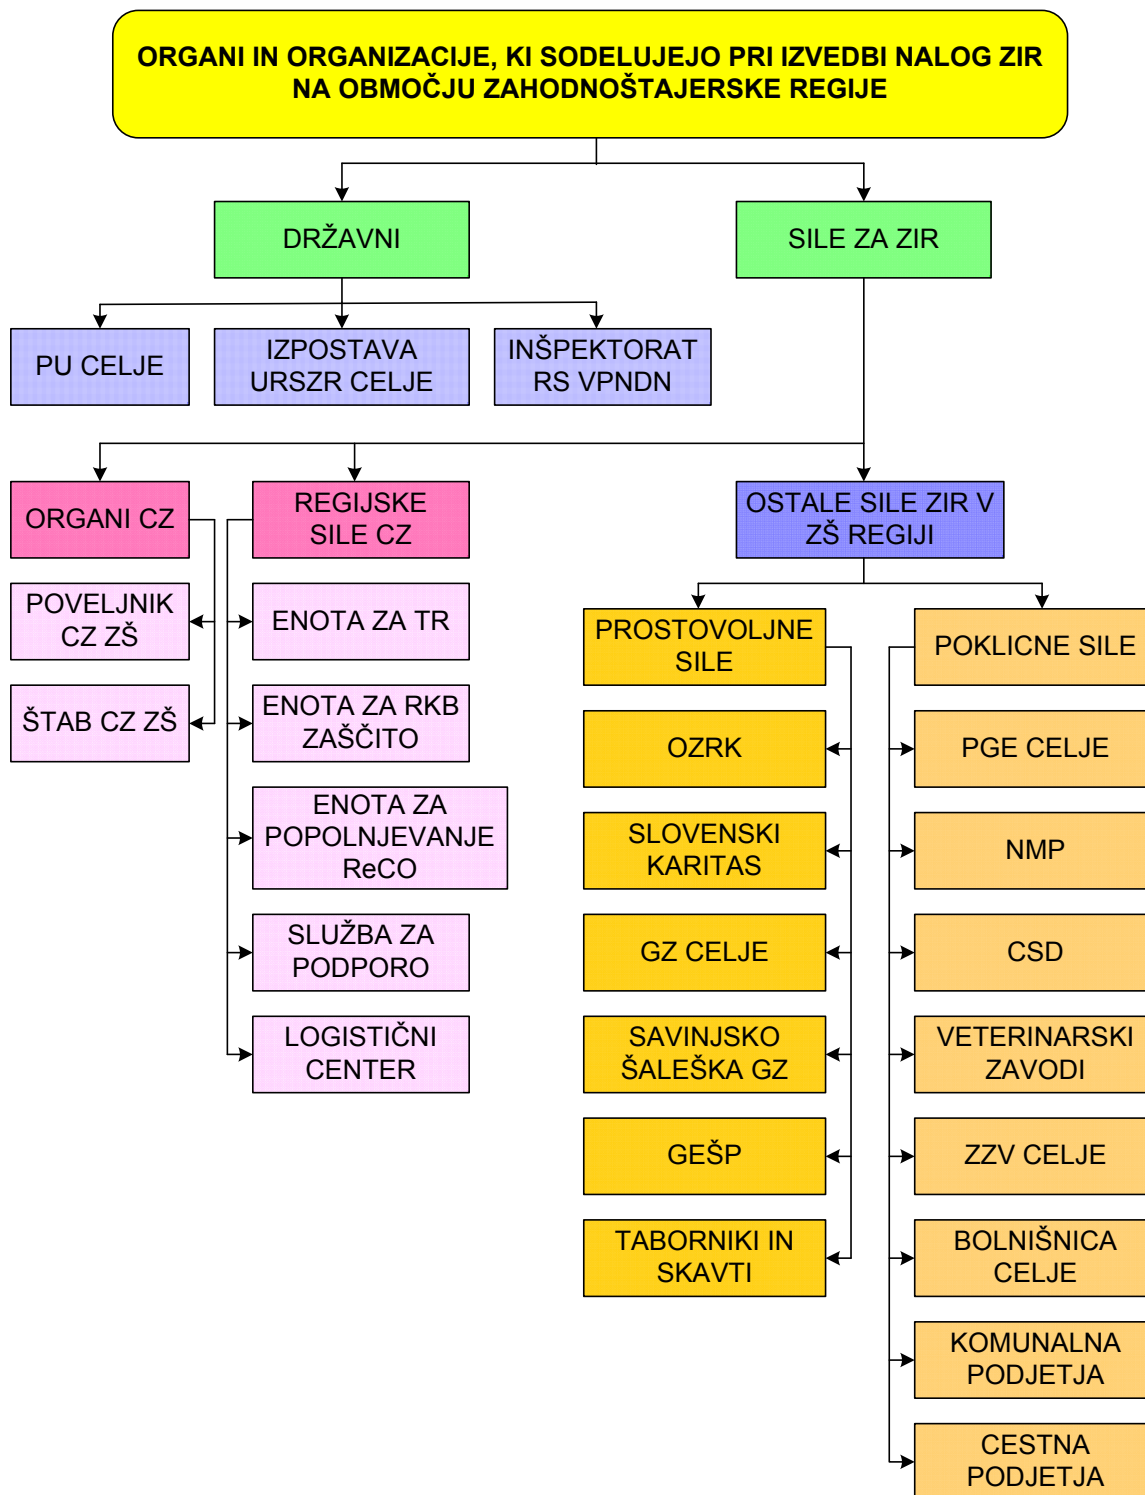 ORGANI IN ORGANIZACIJE, KI SODELUJEJO PRI IZVEDBI NALOG ZIR
NA OBMOČJU ZAHODNOŠTAJERSKE REGIJE
DRŽAVNI
SILE ZA ZIR
PU CELJE
IZPOSTAVA
URSZR CELJE
INŠPEKTORAT
RS VPNDN
ORGANI CZ
REGIJSKE
SILE CZ
OSTALE SILE ZIR V
ZŠ REGIJI
POVELJNIK
CZ ZŠ
ŠTAB CZ ZŠ
ENOTA ZA TR
ENOTA ZA RKB
ZAŠČITO
ENOTA ZA
POPOLNJEVANJE
ReCO
SLUŽBA ZA
PODPORO
LOGISTIČNI
CENTER
PROSTOVOLJNE
SILE
OZRK
SLOVENSKI
KARITAS
GZ CELJE
SAVINJSKO
ŠALEŠKA GZ
GEŠP
TABORNIKI IN
SKAVTI
POKLICNE SILE
PGE CELJE
NMP
CSD
VETERINARSKI
ZAVODI
ZZV CELJE
BOLNIŠNICA
CELJE
KOMUNALNA
PODJETJA
CESTNA
PODJETJA